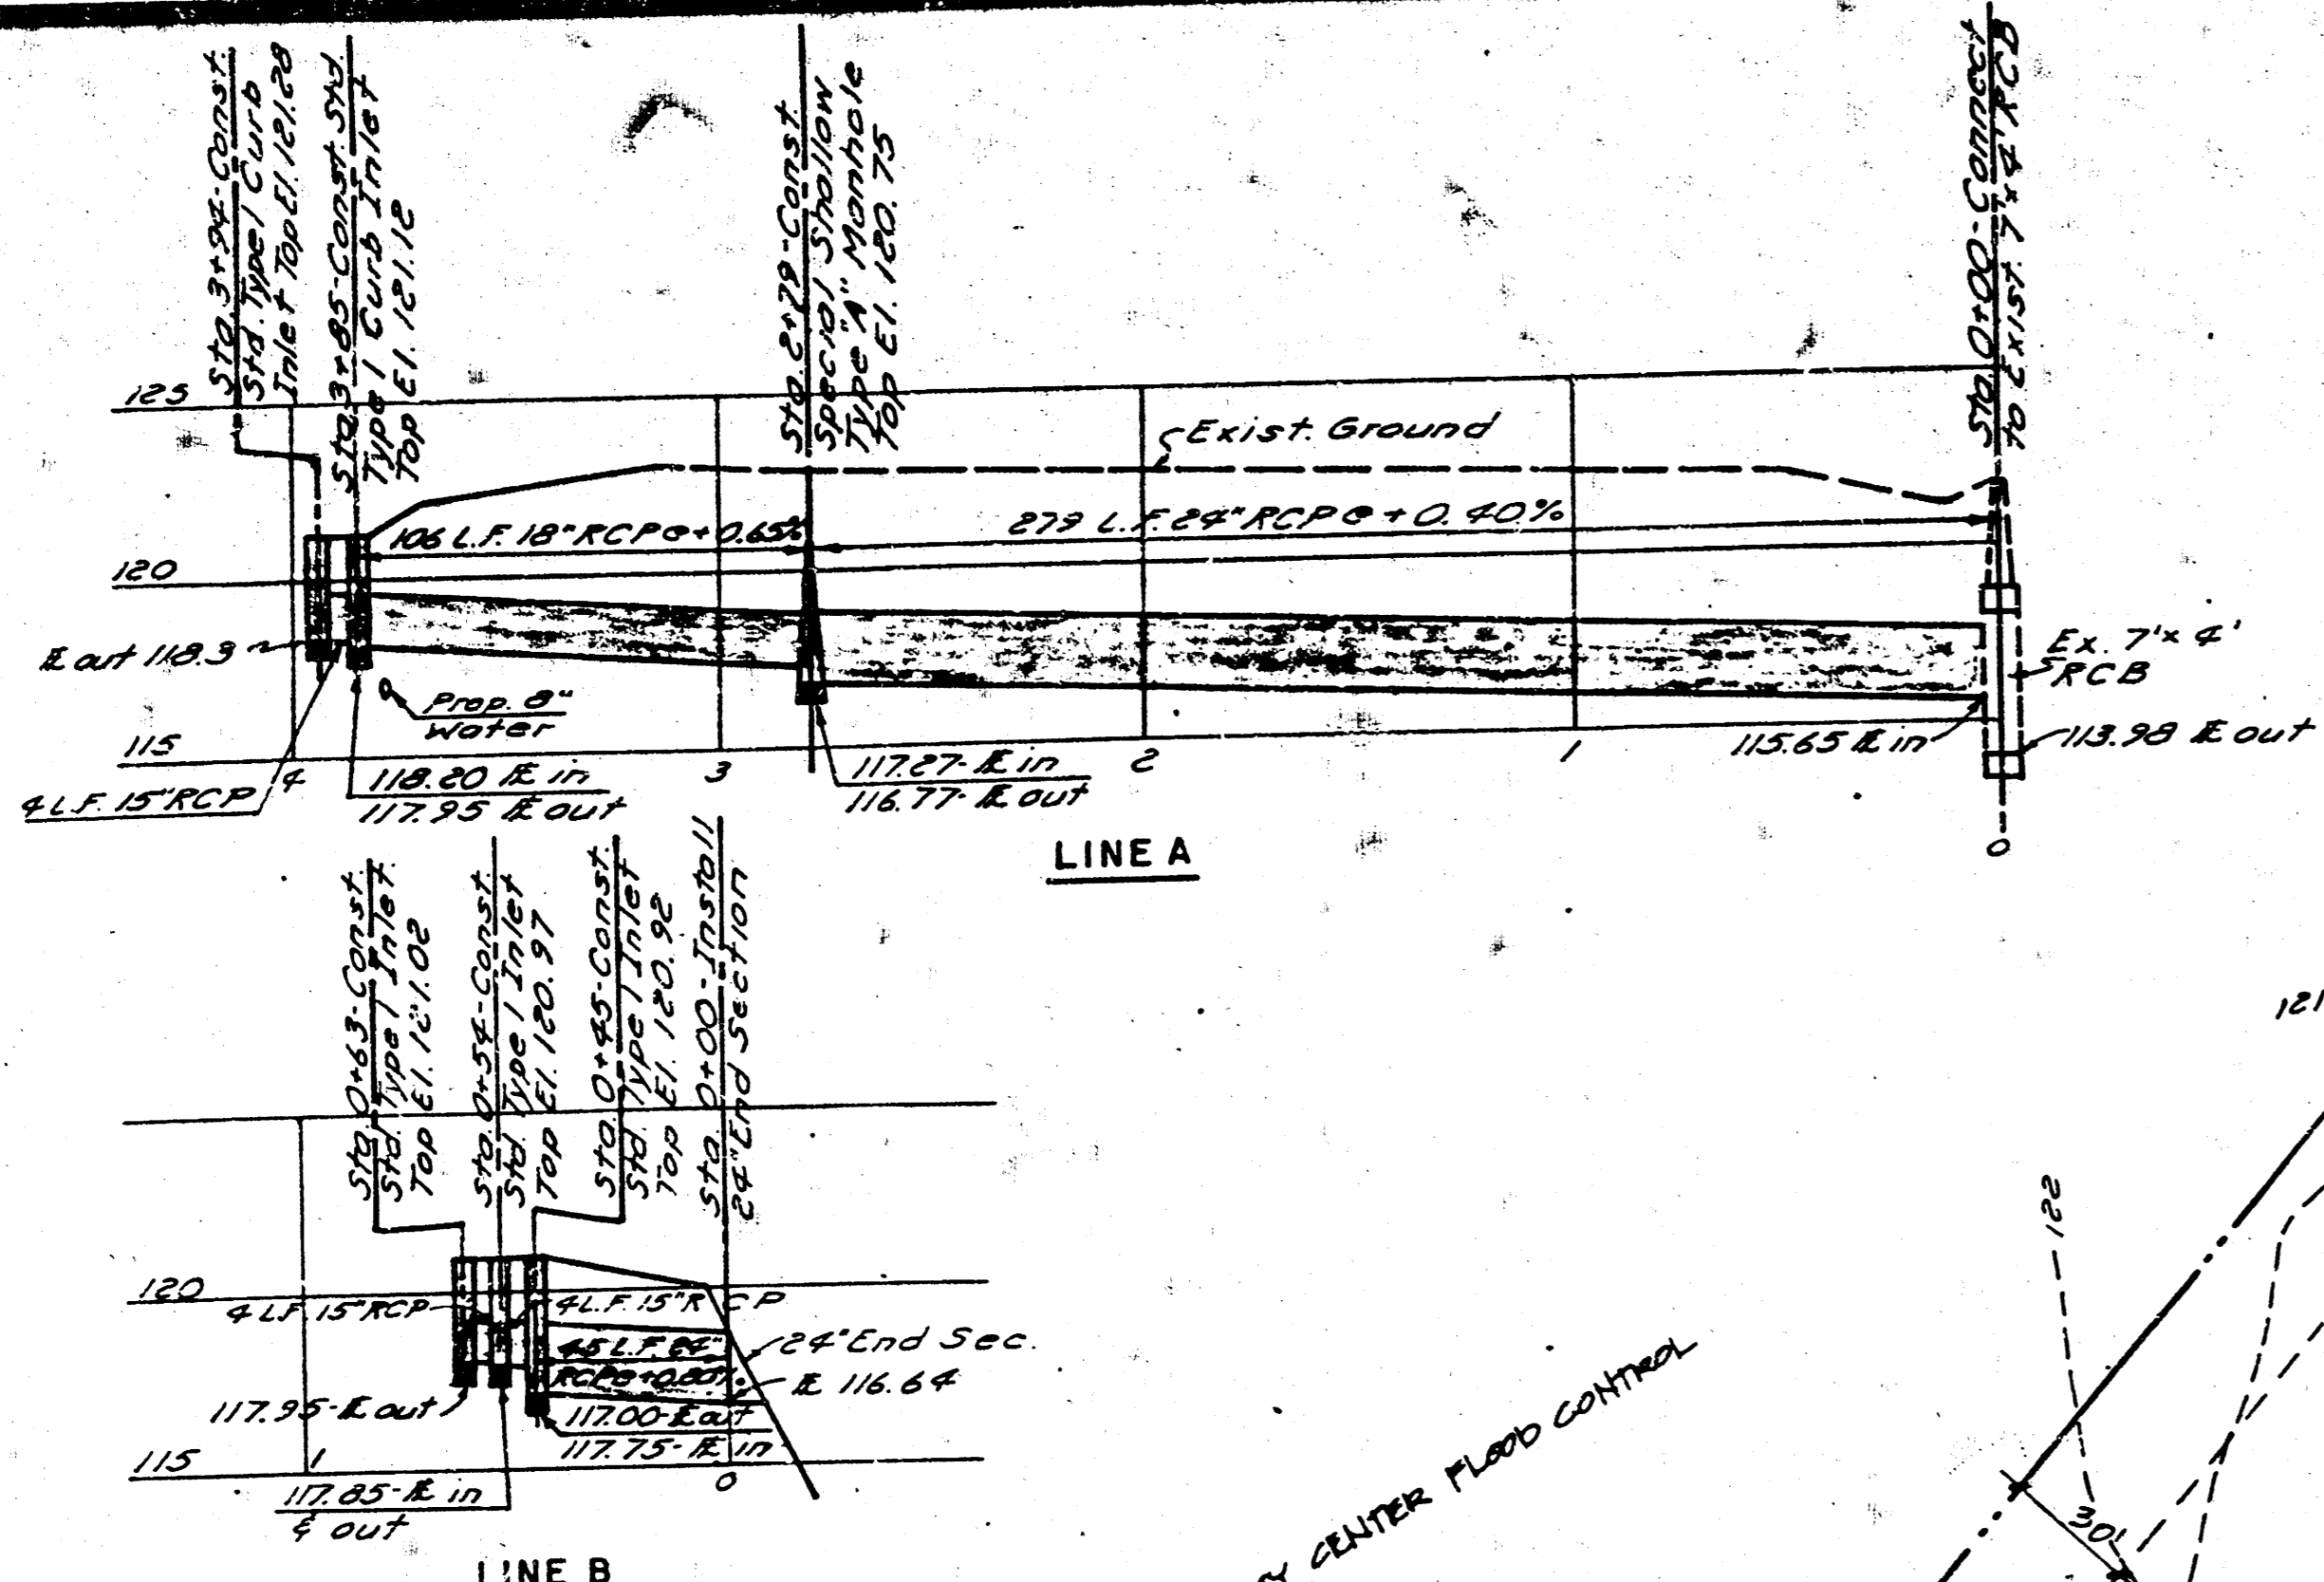 Sta. 3+94-Const.
Std. Type I Curb
Inlet Top El. 121.28
Sta. 3+85-Const. Std.
Type I Curb Inlet
Top El. 121.12
Sta. 2+79-Const.
Special Shallow
Type "A" Manhole
Top El. 120.75
Sta. 0+00-Connect
to Exist. 7'x4' RCB
125
Exist. Ground
106 L.F. 18" RCP @ +0.65%
279 L.F. 24" RCP @ +0.40%
120
out 118.3
Prop. 8"
Water
Ex. 7'x 4'
RCB
115
4
3
2
1
0
4 L.F. 15" RCP
118.20 in
117.95 out
117.27- in
116.77- out
115.65 in
113.98 out
LINE A
Sta. 0+63-Const.
Std. Type I Inlet
Top El. 121.02
Sta. 0+54-Const.
Std. Type I Inlet
Top El. 120.97
Sta. 0+45-Const.
Std. Type I Inlet
Top El. 120.92
Sta. 0+00-Install
24" End Section
120
4 L.F. 15" RCP
4 L.F. 15" RCP
45 L.F. 24"
24" End Sec.
116.64
117.95- out
117.00- out
117.75- in
115
1
0
117.85- in
& out
LINE B
CENTER FLOOD CONTROL
121
122
30'